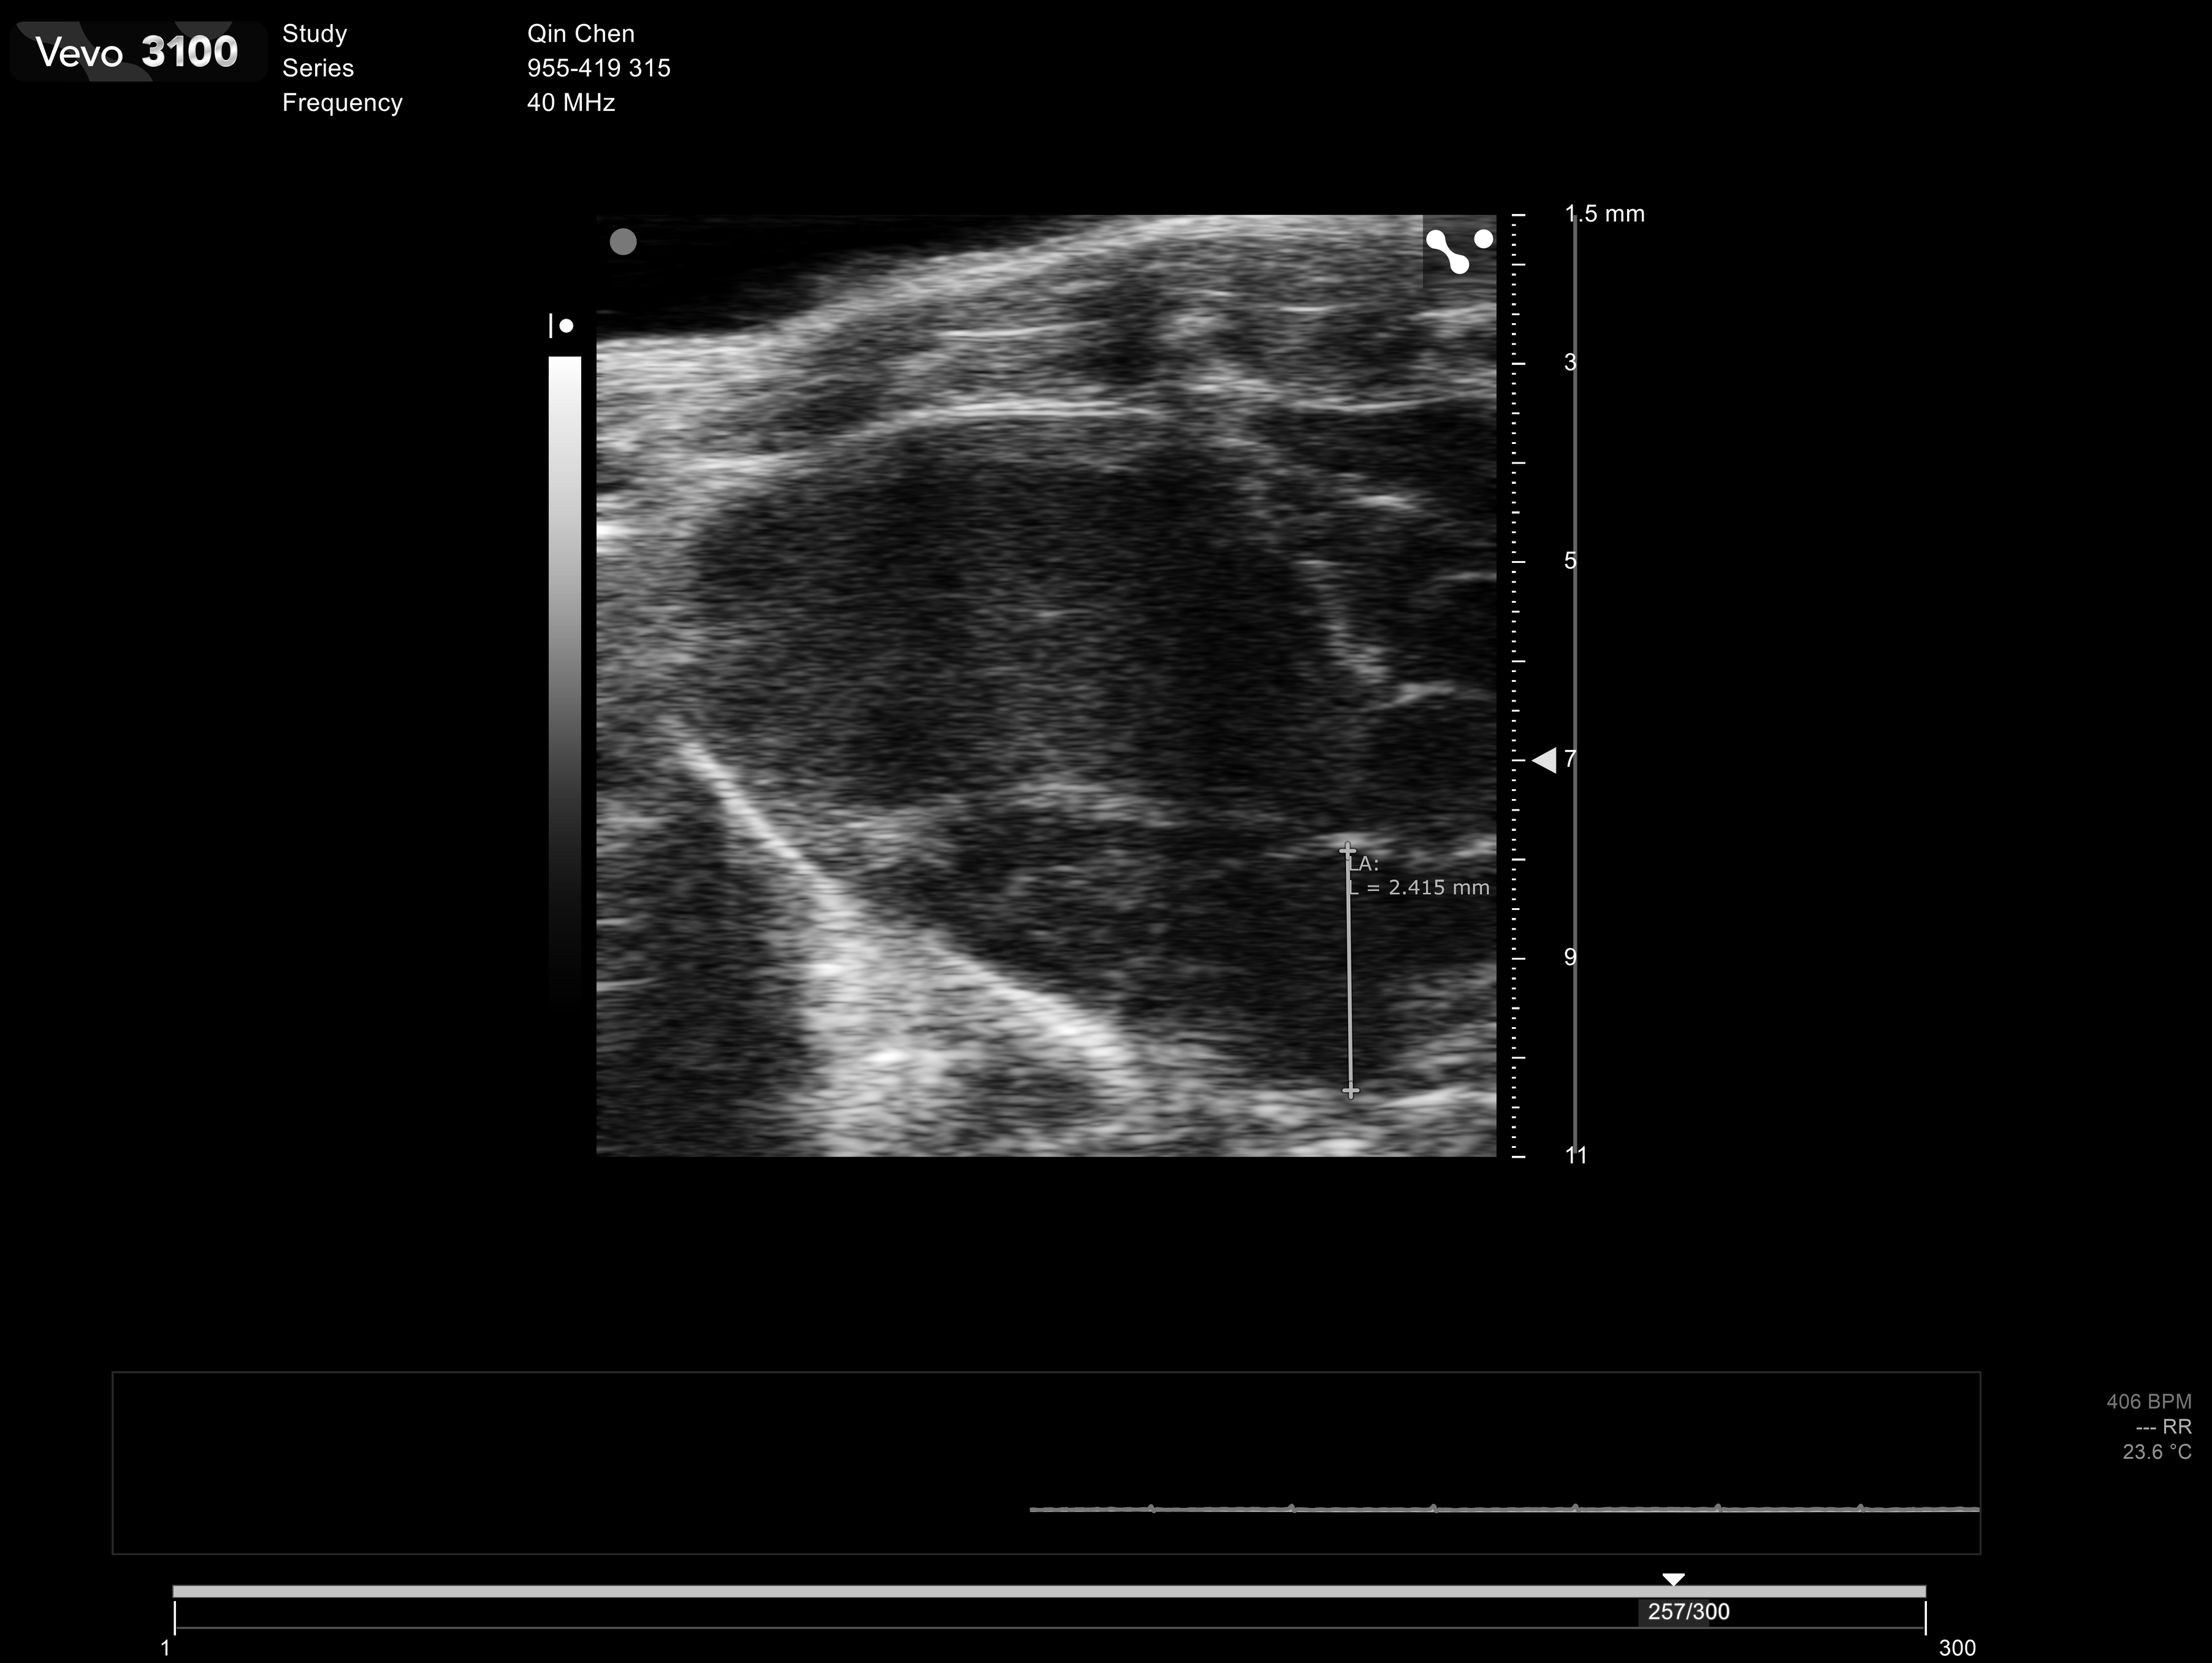 Vevo 3100
Study Qin Chen
Series 955-419 315
Frequency 40 MHz
1.5 mm
3
5
7
LA:
L = 2.415 mm
9
11
406 BPM
--- RR
23.6 °C
257/300
1
300